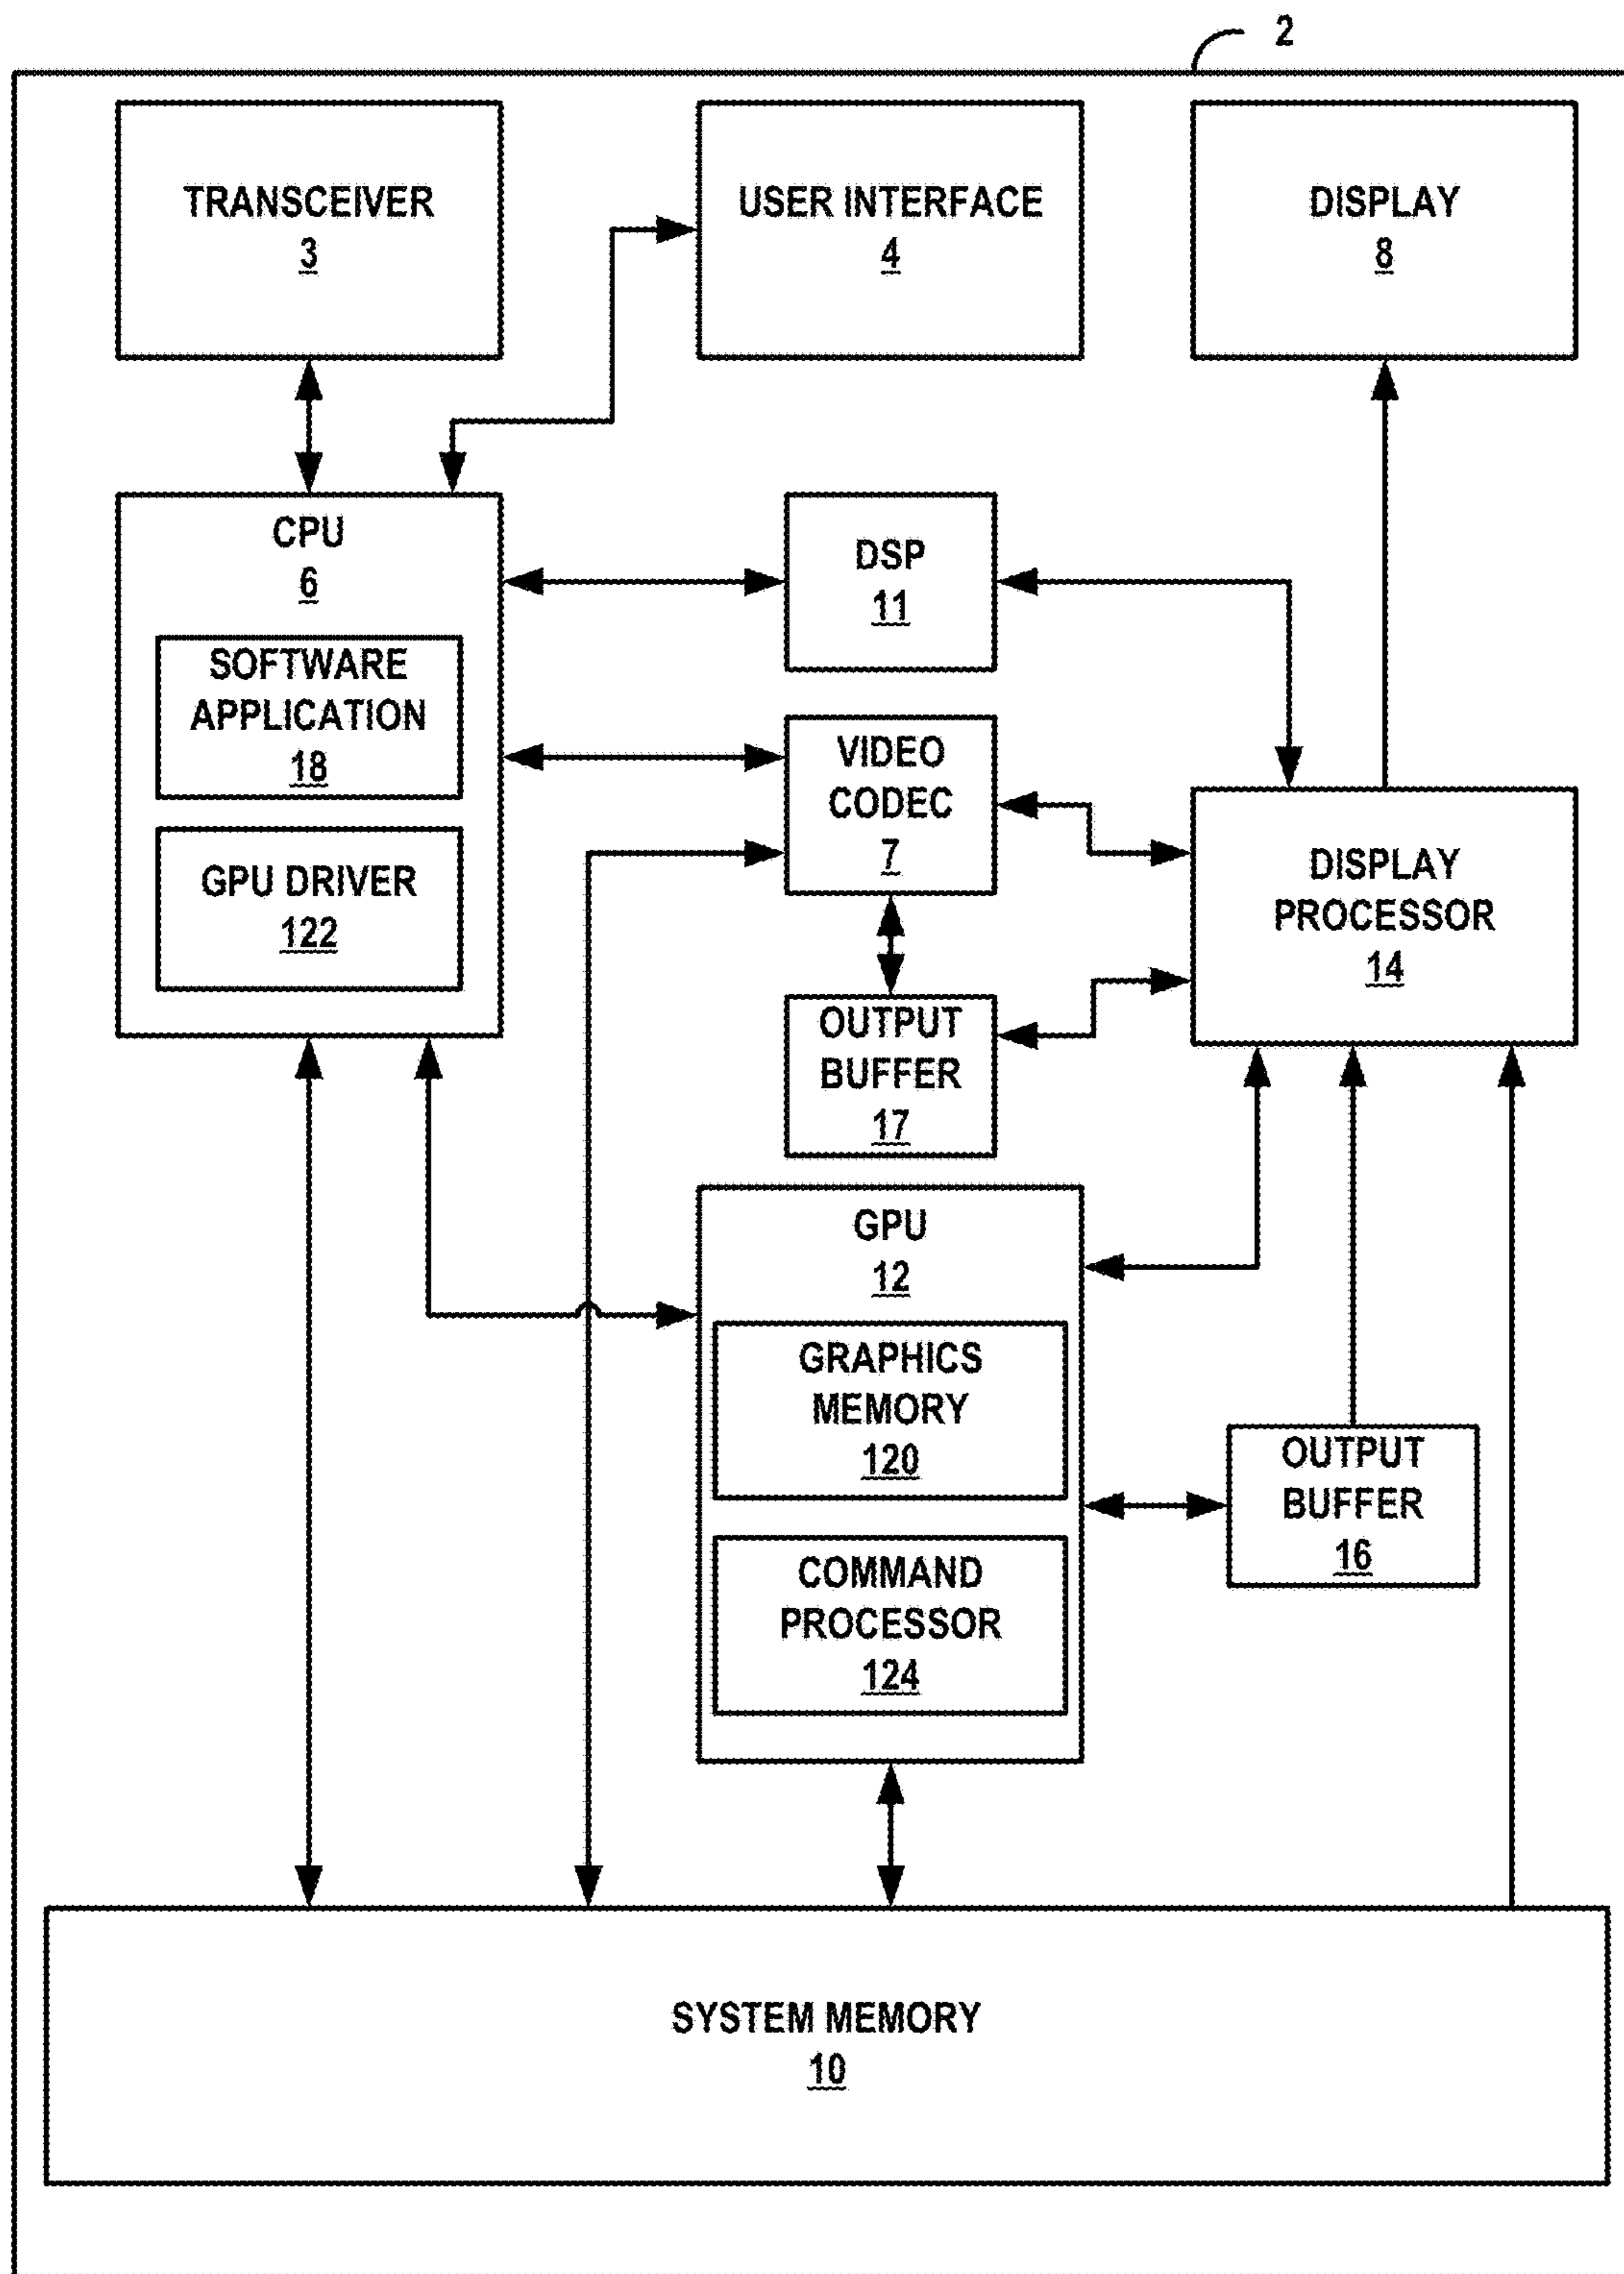 2
TRANSCEIVER
3
USER INTERFACE
4
DISPLAY
8
CPU
6
SOFTWARE
APPLICATION
18
GPU DRIVER
122
DSP
11
VIDEO
CODEC
7
OUTPUT
BUFFER
17
DISPLAY
PROCESSOR
14
GPU
12
GRAPHICS
MEMORY
120
COMMAND
PROCESSOR
124
OUTPUT
BUFFER
16
SYSTEM MEMORY
10